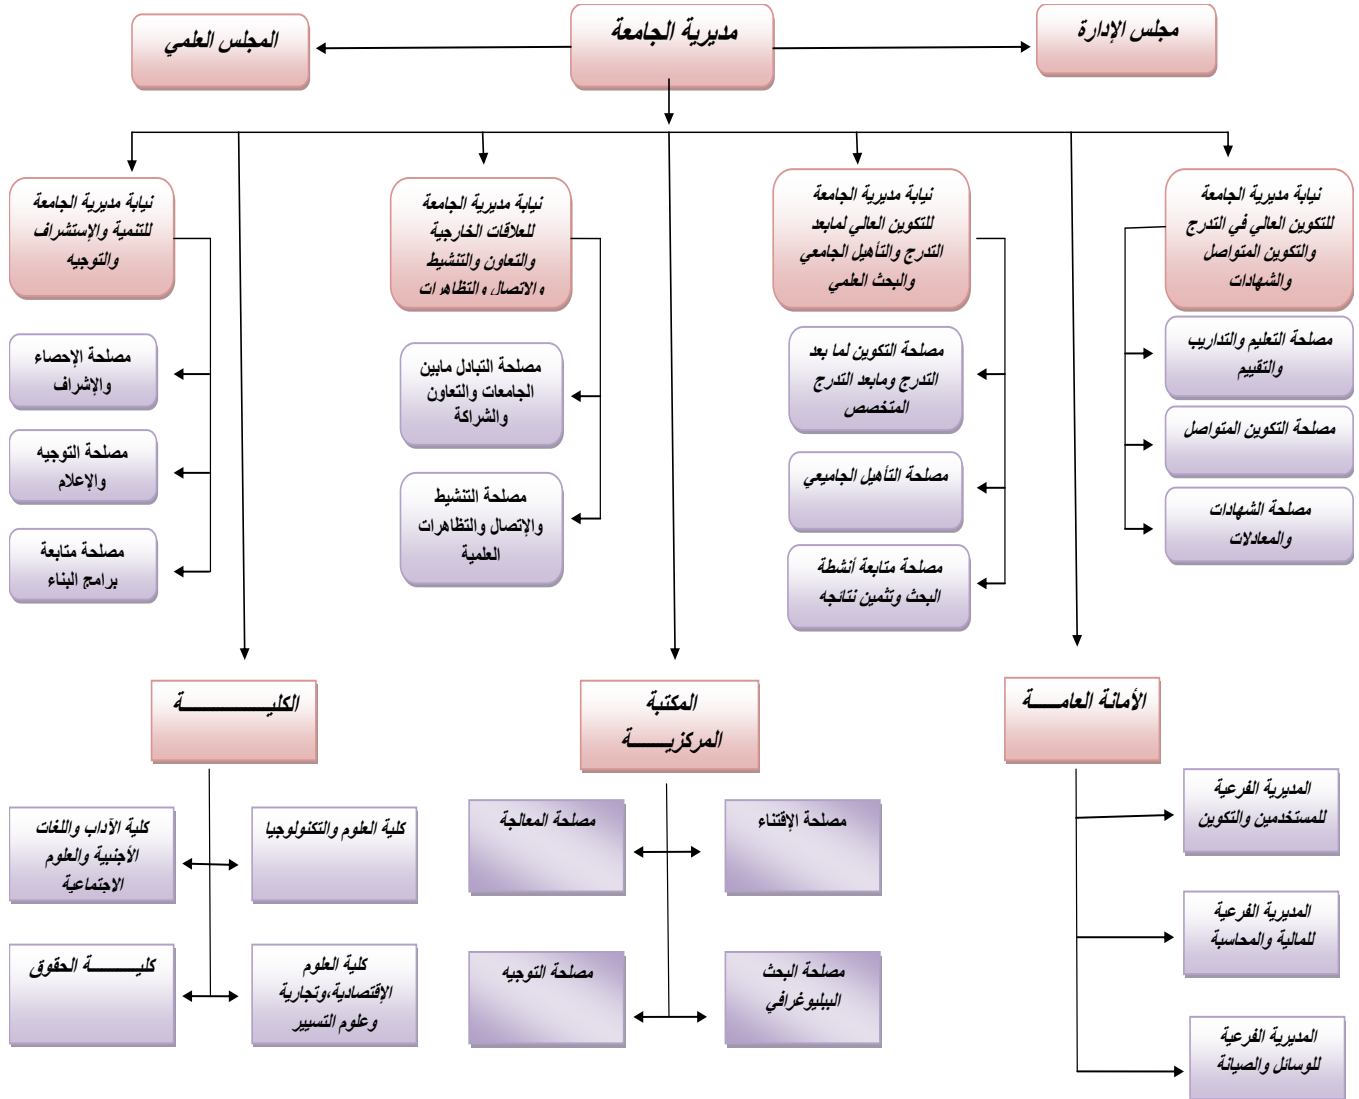 مجلس الإدارة
مديرية الجامعة
المجلس العلمي
نيابة مديرية الجامعة
للتكوين العالي في التدرج
والتكوين المتواصل
والشهادات
نيابة مديرية الجامعة
للتكوين العالي لمابعد
التدرج والتأهيل الجامعي
والبحث العلمي
نيابة مديرية الجامعة
للعلاقات الخارجية
والتعاون والتنشيط
والاتصال والتظاهرات
نيابة مديرية الجامعة
للتنمية والإستشراف
والتوجيه
مصلحة التعليم والتداريب
والتقييم
مصلحة التكوين المتواصل
مصلحة الشهادات
والمعادلات
مصلحة التكوين لما بعد
التدرج ومابعد التدرج
المتخصص
مصلحة التأهيل الجاميعي
مصلحة متابعة أنشطة
البحث وتثمين نتائجه
مصلحة التبادل مابين
الجامعات والتعاون
والشراكة
مصلحة التنشيط
والإتصال والتظاهرات
العلمية
مصلحة الإحصاء
والإشراف
مصلحة التوجيه
والإعلام
مصلحة متابعة
برامج البناء
الأمانة العامـــــة
المكتبة
المركزيـــــــة
الكليـــــــــــــــة
المديرية الفرعية
للمستخدمين والتكوين
المديرية الفرعية
للمالية والمحاسبة
المديرية الفرعية
للوسائل والصيانة
مصلحة الإقتناء
مصلحة المعالجة
مصلحة البحث
الببليوغرافي
مصلحة التوجيه
كلية العلوم والتكنولوجيا
كلية الآداب واللغات
الأجنبية والعلوم
الاجتماعية
كلية العلوم
الإقتصادية،وتجارية
وعلوم التسيير
كليـــــــة الحقوق